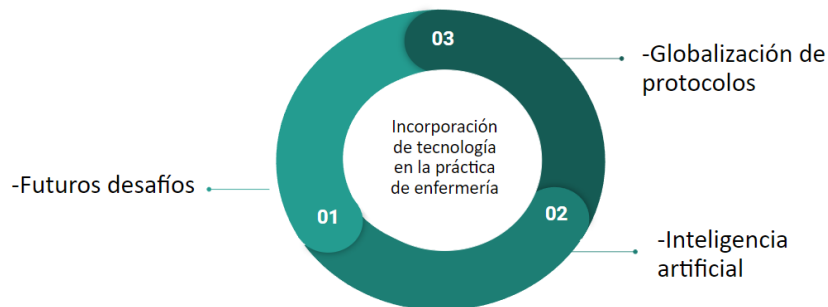 03
-Globalización de
protocolos
Incorporación
de tecnología
en la práctica
de enfermería
-Futuros desafíos
01
02
-Inteligencia
artificial